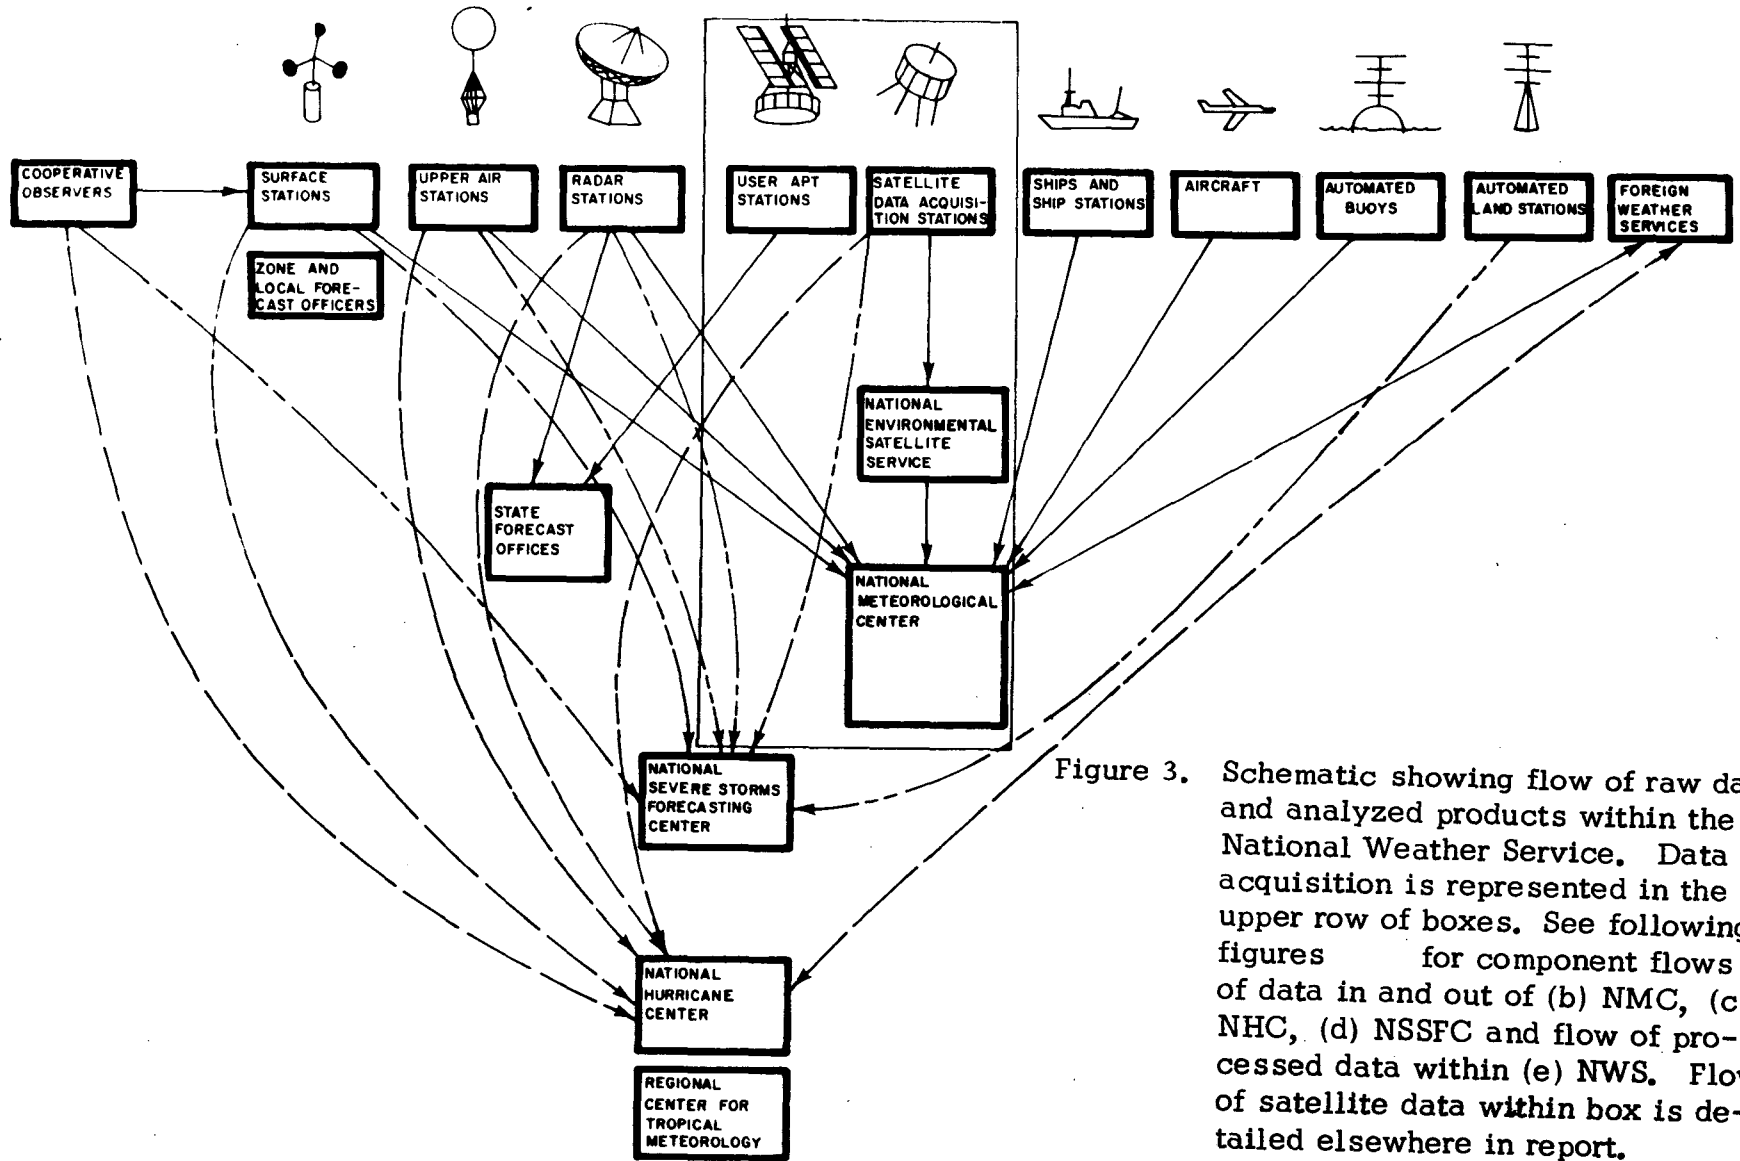 COOPERATIVE
OBSERVERS
SURFACE
STATIONS
UPPER AIR
STATIONS
RADAR
STATIONS
USER APT
STATIONS
SATELLITE
DATA ACQUISI-
TION STATIONS
SHIPS AND
SHIP STATIONS
AIRCRAFT
AUTOMATED
BUOYS
AUTOMATED
LAND STATIONS
FOREIGN
WEATHER
SERVICES
ZONE AND
LOCAL FORE-
CAST OFFICERS
NATIONAL
ENVIRONMENTAL
SATELLITE
SERVICE
STATE
FORECAST
OFFICES
NATIONAL
METEOROLOGICAL
CENTER
NATIONAL
SEVERE STORMS
FORECASTING
CENTER
NATIONAL
HURRICANE
CENTER
REGIONAL
CENTER FOR
TROPICAL
METEOROLOGY
Figure 3. Schematic showing flow of raw da
and analyzed products within the
National Weather Service. Data
acquisition is represented in the
upper row of boxes. See following
figures for component flows
of data in and out of (b) NMC, (c
NHC, (d) NSSFC and flow of pro-
cessed data within (e) NWS. Flow
of satellite data within box is de-
tailed elsewhere in report.